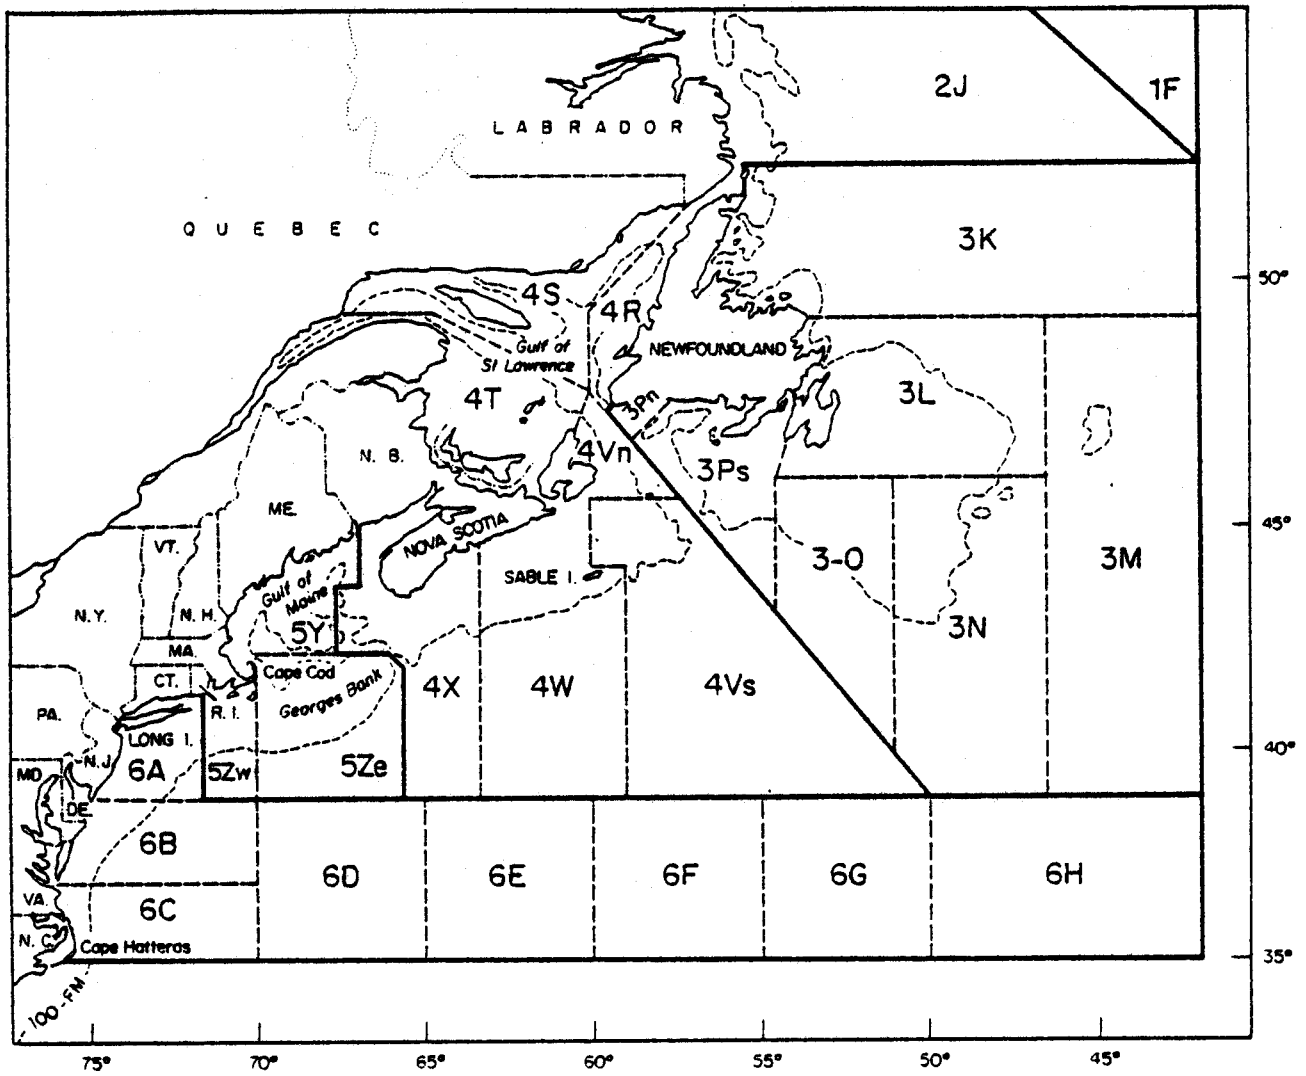 2J
1F
LABRADOR
QUEBEC
3K
50°
4S
4R
Gulf of
St Lawrence
NEWFOUNDLAND
3Pn
3L
4T
4Vn
N. B.
3Ps
ME.
NOVA SCOTIA
45°
VT.
3-O
3M
SABLE I.
Gulf of
Maine
N.Y.
N.H.
5Y
3N
MA.
Cape Cod
CT.
4X
4W
4Vs
Georges Bank
PA.
R.I.
LONG I.
40°
N.J.
6A
5Zw
5Ze
MD.
DE.
6B
6D
6E
6F
6G
6H
VA.
6C
N.C.
Cape Hatteras
35°
100-FM
75° 70° 65° 60° 55° 50° 45°